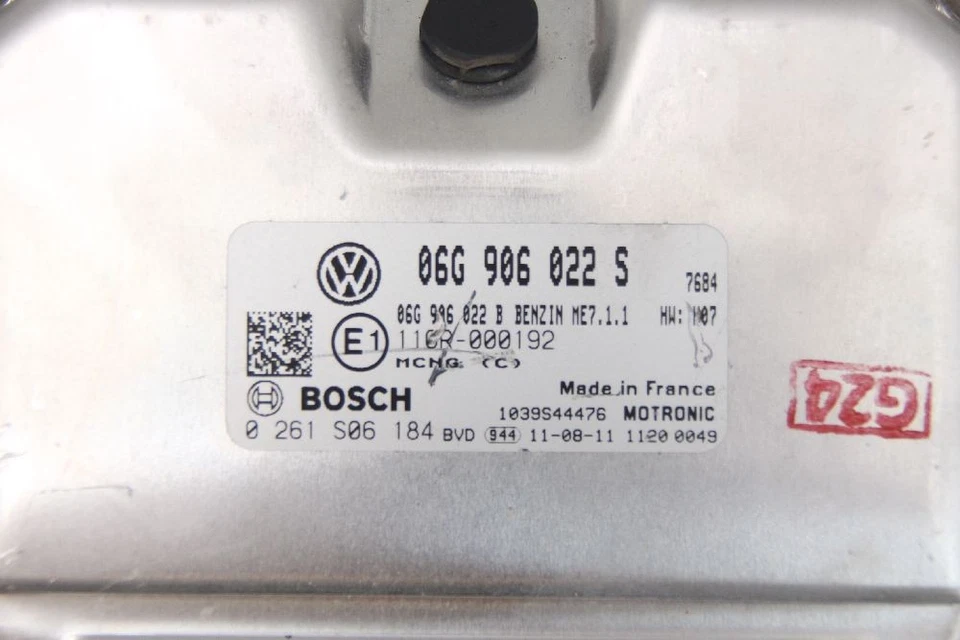 06G 906 022 S
7684
06G 906 022 B BENZIN ME7.1.1 HW: H07
E1 110R-000192
MCNG (C)
Made in France
BOSCH
1039S44476 MOTRONIC
0 261 S06 184 BVD 944 11-08-11 1120 0049
G24